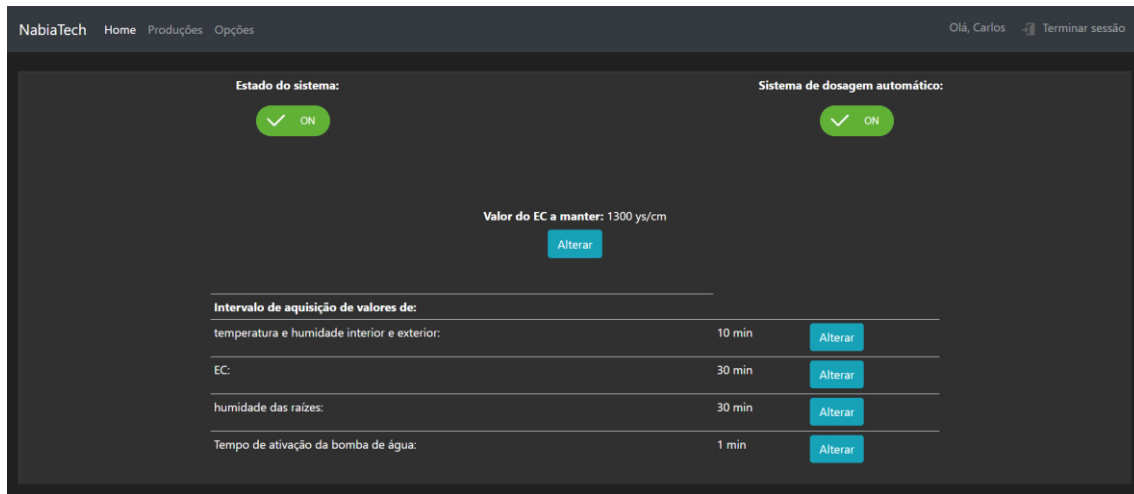 NabiaTech Home Produções Opções Olá, Carlos Terminar sessão
Estado do sistema: Sistema de dosagem automático:
ON ON
Valor do EC a manter: 1300 ys/cm
Alterar
Intervalo de aquisição de valores de:
temperatura e humidade interior e exterior: 10 min Alterar
EC: 30 min Alterar
humidade das raízes: 30 min Alterar
Tempo de ativação da bomba de água: 1 min Alterar